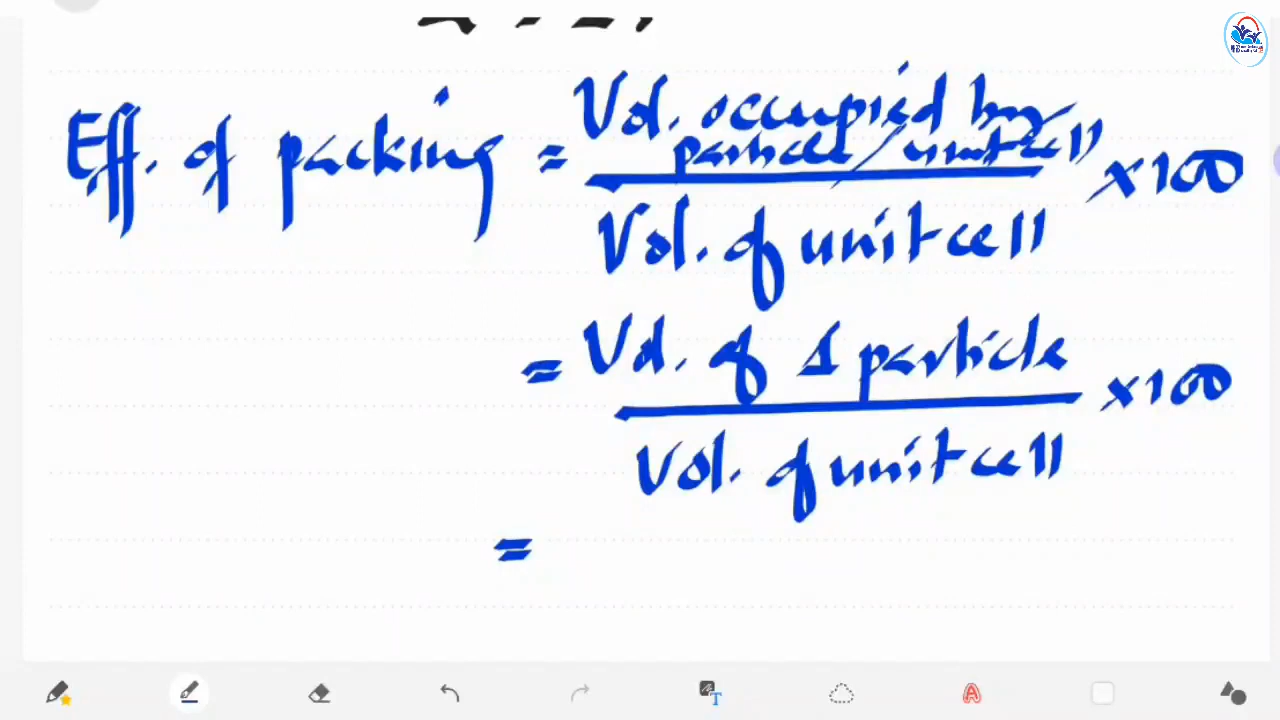 Eff. of packing = Vol. occupied by particle/unit cell × 100
Vol. of unit cell
= Vol. of 1 particle × 100
Vol. of unit cell
=